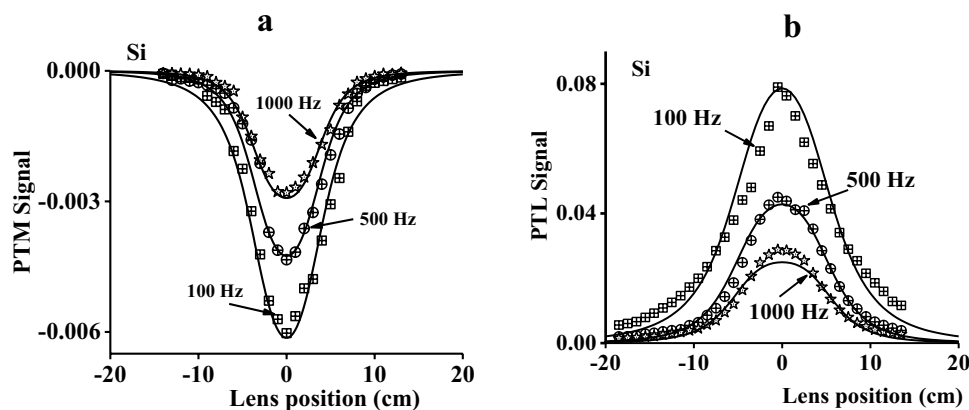 a
Si
0.000
-0.003
-0.006
PTM Signal
1000 Hz
500 Hz
100 Hz
-20 -10 0 10 20
Lens position (cm)
b
Si
0.08
0.04
0.00
PTL Signal
100 Hz
500 Hz
1000 Hz
-20 -10 0 10 20
Lens position (cm)